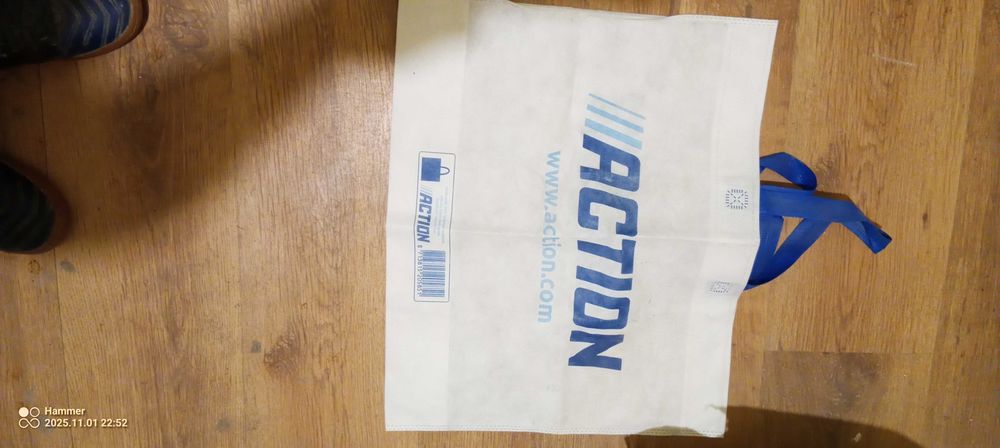 ///ACTION
www.action.com
///ACTION
Hammer
2025.11.01 22:52